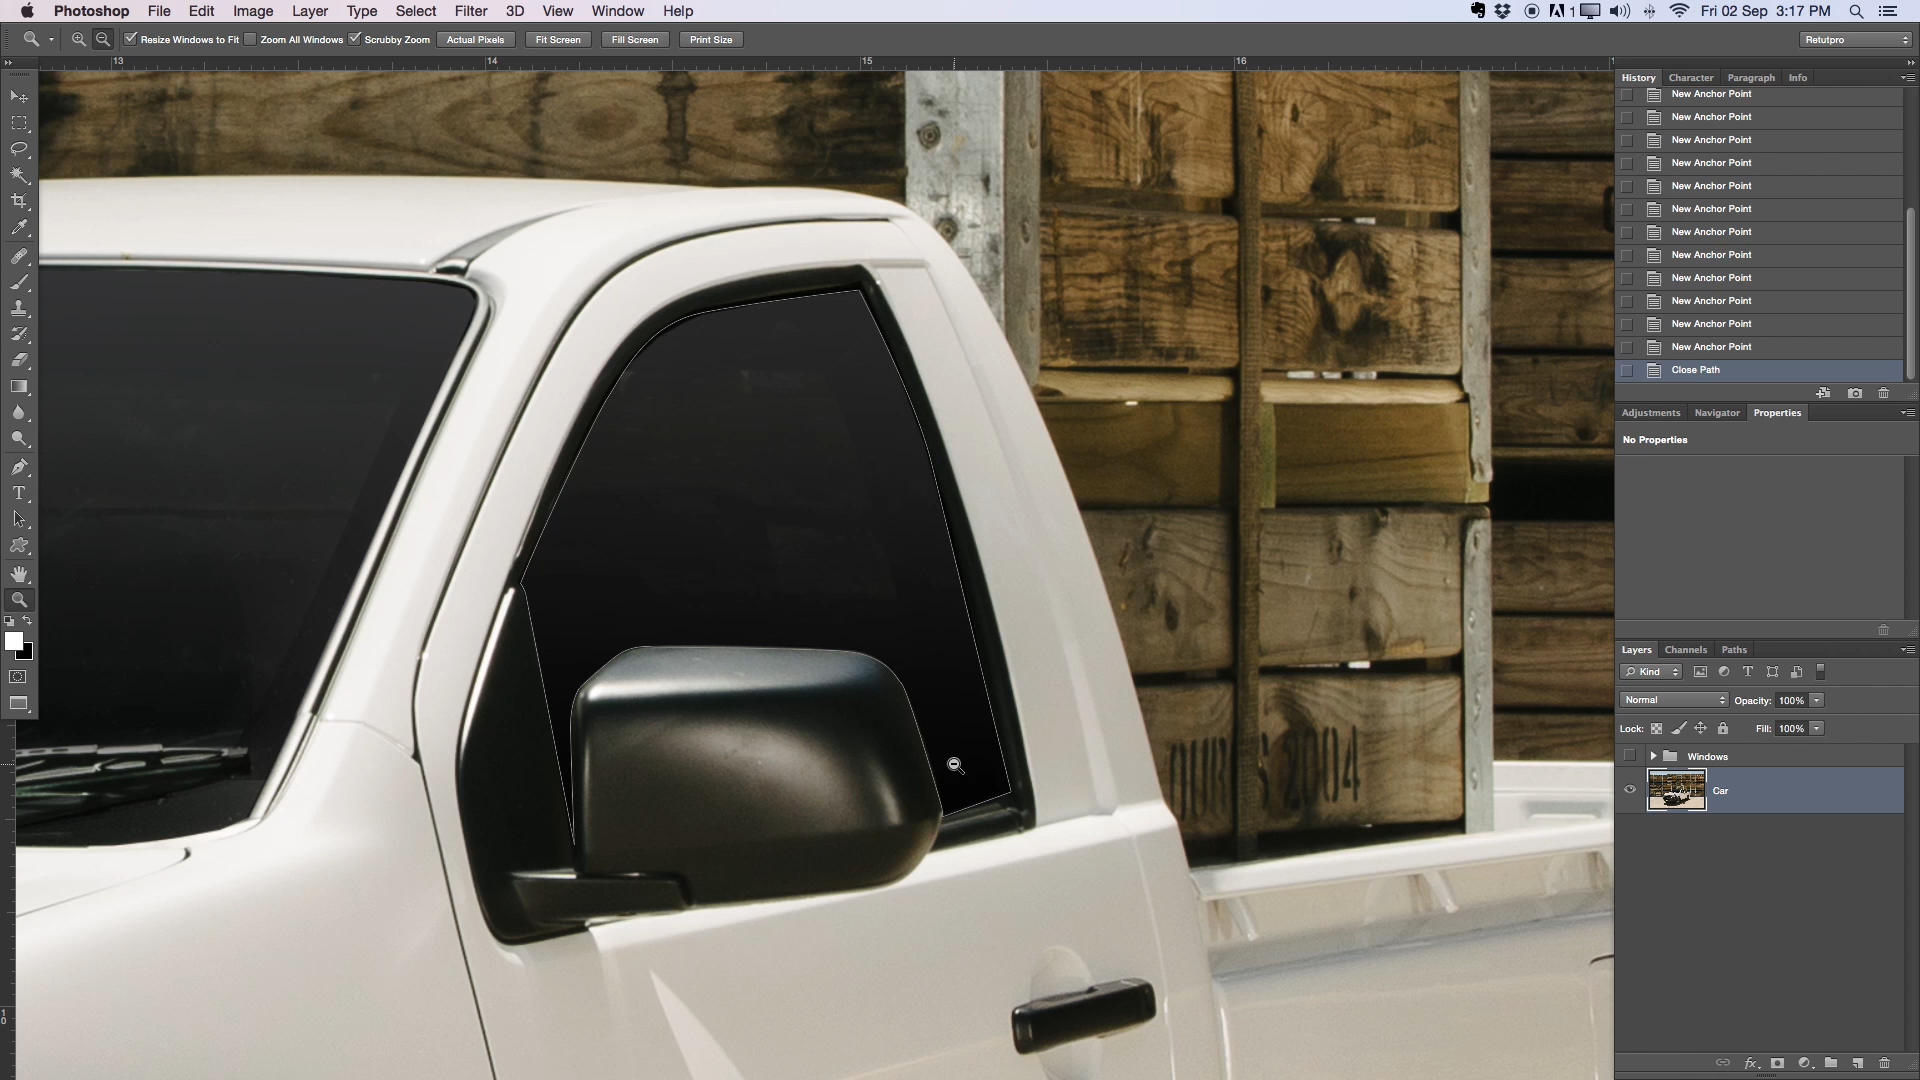 Photoshop File Edit Image Layer Type Select Filter 3D View Window Help 1 Fri 02 Sep 3:17 PM
Resize Windows to Fit Zoom All Windows Scrubby Zoom Actual Pixels Fit Screen Fill Screen Print Size Retutpro
13 14 15 16
History Character Paragraph Info
New Anchor Point
New Anchor Point
New Anchor Point
New Anchor Point
New Anchor Point
New Anchor Point
New Anchor Point
New Anchor Point
New Anchor Point
New Anchor Point
New Anchor Point
New Anchor Point
Close Path
Adjustments Navigator Properties
No Properties
Layers Channels Paths
Kind
Normal Opacity: 100%
Lock: Fill: 100%
Windows
Car
2004
10